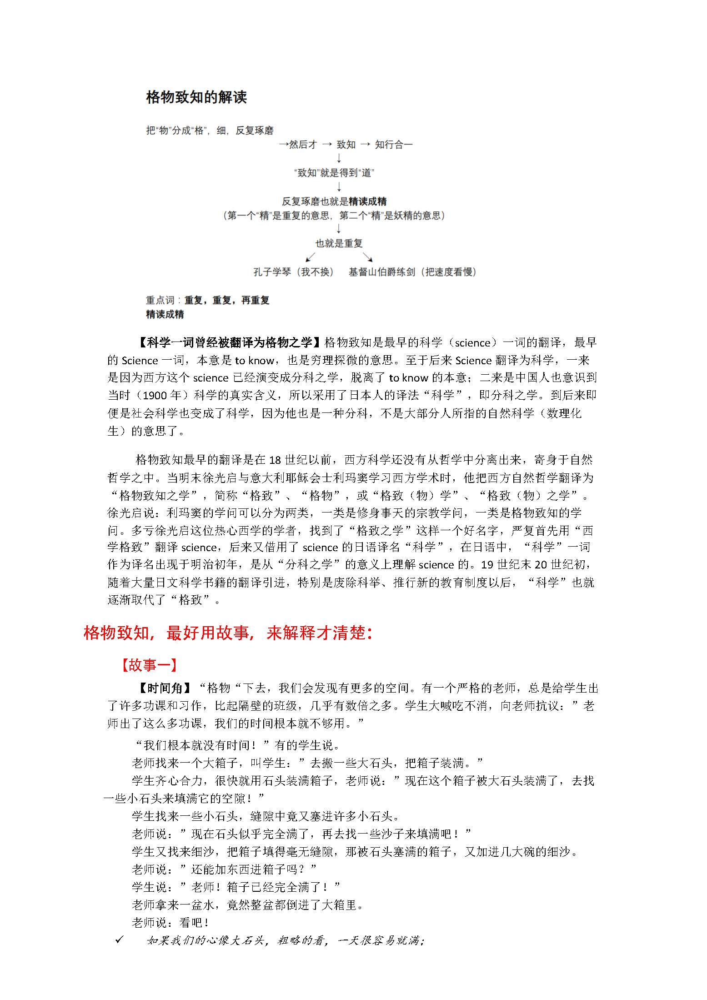 格物致知的解读
把“物”分成“格”，细，反复琢磨
→然后才 → 致知 → 知行合一
↓
“致知”就是得到“道”
↓
反复琢磨也就是精读成精
（第一个“精”是重复的意思，第二个“精”是妖精的意思）
↓
也就是重复
↙ ↘
孔子学琴（我不换） 基督山伯爵练剑（把速度看慢）
重点词：重复，重复，再重复
精读成精
【科学一词曾经被翻译为格物之学】格物致知是最早的科学（science）一词的翻译，最早
的 Science 一词，本意是 to know，也是穷理探微的意思。至于后来 Science 翻译为科学，一来
是因为西方这个 science 已经演变成分科之学，脱离了 to know 的本意；二来是中国人也意识到
当时（1900 年）科学的真实含义，所以采用了日本人的译法“科学”，即分科之学。到后来即
便是社会科学也变成了科学，因为他也是一种分科，不是大部分人所指的自然科学（数理化
生）的意思了。
格物致知最早的翻译是在 18 世纪以前，西方科学还没有从哲学中分离出来，寄身于自然
哲学之中。当明末徐光启与意大利耶稣会士利玛窦学习西方学术时，他把西方自然哲学翻译为
“格物致知之学”，简称“格致”、“格物”，或“格致（物）学”、“格致（物）之学”。
徐光启说：利玛窦的学问可以分为两类，一类是修身事天的宗教学问，一类是格物致知的学
问。多亏徐光启这位热心西学的学者，找到了“格致之学”这样一个好名字，严复首先用“西
学格致”翻译 science，后来又借用了 science 的日语译名“科学”，在日语中，“科学”一词
作为译名出现于明治初年，是从“分科之学”的意义上理解 science 的。19 世纪末 20 世纪初，
随着大量日文科学书籍的翻译引进，特别是废除科举、推行新的教育制度以后，“科学”也就
逐渐取代了“格致”。
格物致知，最好用故事，来解释才清楚：
【故事一】
【时间角】“格物“下去，我们会发现有更多的空间。有一个严格的老师，总是给学生出
了许多功课和习作，比起隔壁的班级，几乎有数倍之多。学生大喊吃不消，向老师抗议：”老
师出了这么多功课，我们的时间根本就不够用。”
“我们根本就没有时间！”有的学生说。
老师找来一个大箱子，叫学生：”去搬一些大石头，把箱子装满。”
学生齐心合力，很快就用石头装满箱子，老师说：”现在这个箱子被大石头装满了，去找
一些小石头来填满它的空隙！”
学生找来一些小石头，缝隙中竟又塞进许多小石头。
老师说：”现在石头似乎完全满了，再去找一些沙子来填满吧！”
学生又找来细沙，把箱子填得毫无缝隙，那被石头塞满的箱子，又加进几大碗的细沙。
老师说：”还能加东西进箱子吗？”
学生说：”老师！箱子已经完全满了！”
老师拿来一盆水，竟然整盆都倒进了大箱里。
老师说：看吧！
✓ 如果我们的心像大石头，粗略的看，一天很容易就满；